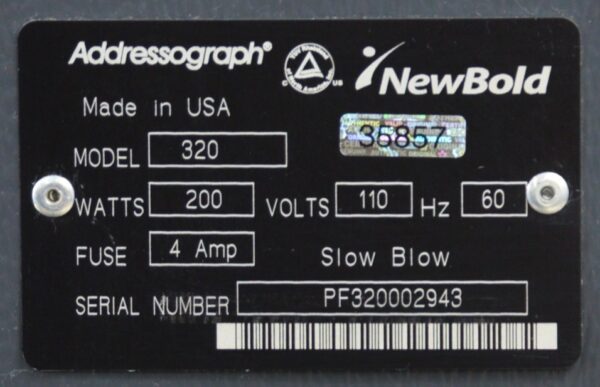 Addressograph® NewBold
Made in USA
36857
MODEL 320
WATTS 200 VOLTS 110 Hz 60
FUSE 4 Amp Slow Blow
SERIAL NUMBER PF320002943